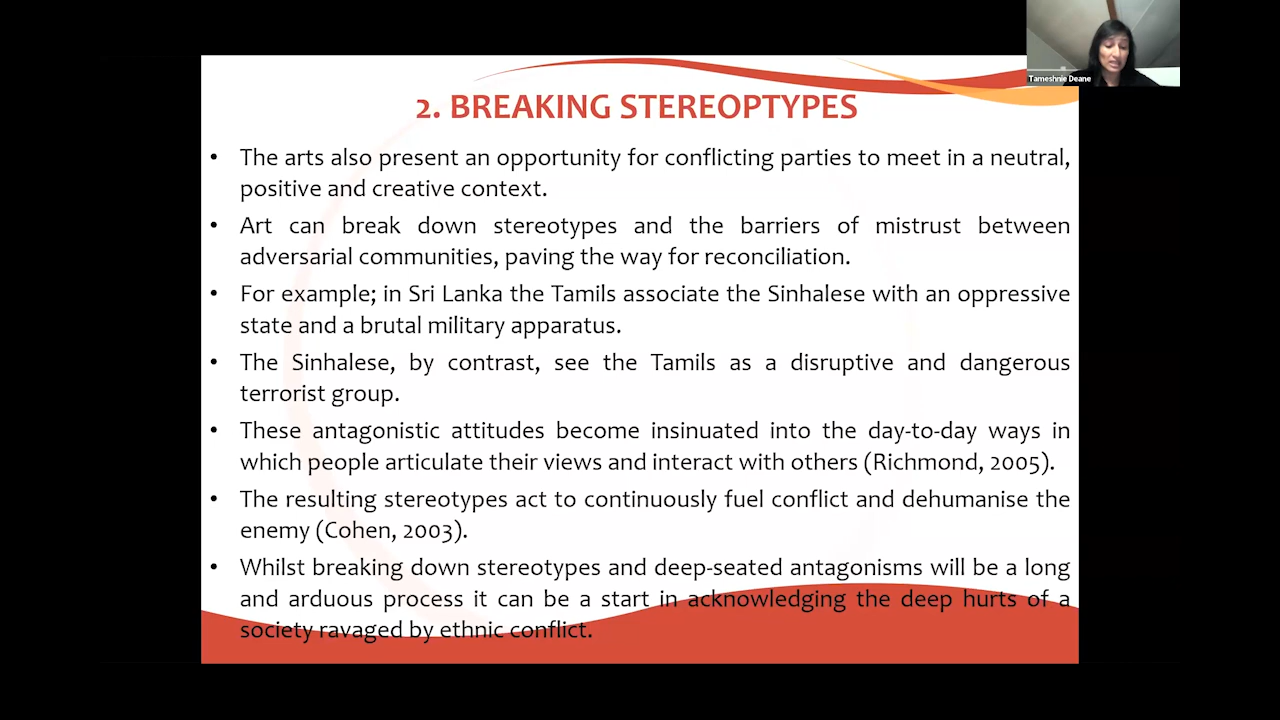 Tameshnie Deane
2. BREAKING STEREOPTYPES
• The arts also present an opportunity for conflicting parties to meet in a neutral,
positive and creative context.
• Art can break down stereotypes and the barriers of mistrust between
adversarial communities, paving the way for reconciliation.
• For example; in Sri Lanka the Tamils associate the Sinhalese with an oppressive
state and a brutal military apparatus.
• The Sinhalese, by contrast, see the Tamils as a disruptive and dangerous
terrorist group.
• These antagonistic attitudes become insinuated into the day-to-day ways in
which people articulate their views and interact with others (Richmond, 2005).
• The resulting stereotypes act to continuously fuel conflict and dehumanise the
enemy (Cohen, 2003).
• Whilst breaking down stereotypes and deep-seated antagonisms will be a long
and arduous process it can be a start in acknowledging the deep hurts of a
society ravaged by ethnic conflict.